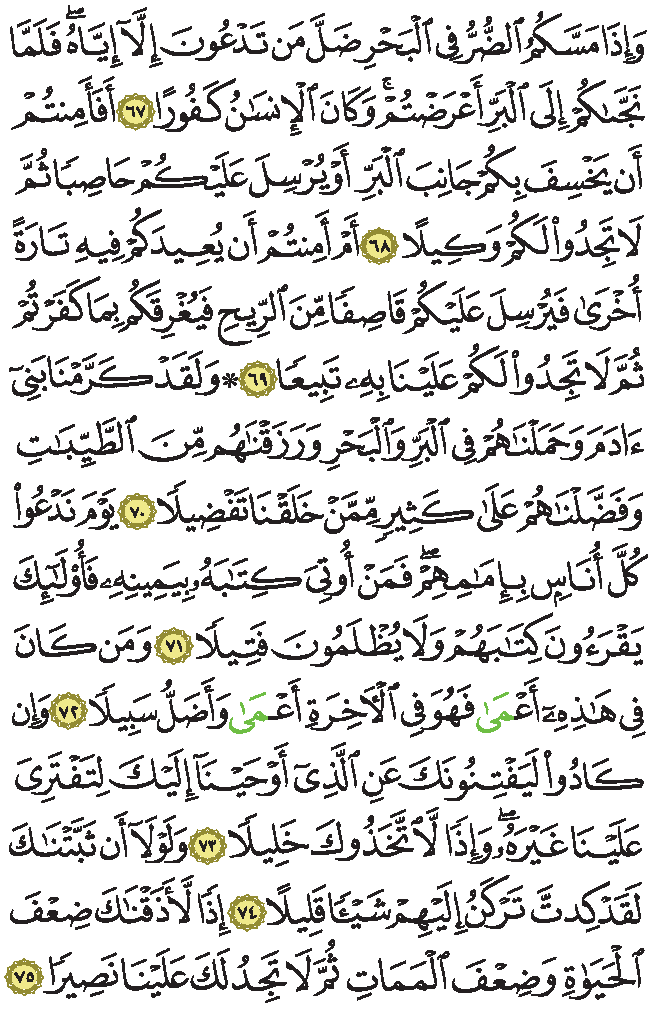 وَإِذَا مَسَّكُمُ ٱلضُّرُّ فِي ٱلْبَحْرِ ضَلَّ مَن تَدْعُونَ إِلَّآ إِيَّاهُۖ فَلَمَّا
نَجَّىٰكُمْ إِلَى ٱلْبَرِّ أَعْرَضْتُمْۚ وَكَانَ ٱلْإِنسَٰنُ كَفُورًا ٦٧ أَفَأَمِنتُمْ
أَن يَخْسِفَ بِكُمْ جَانِبَ ٱلْبَرِّ أَوْ يُرْسِلَ عَلَيْكُمْ حَاصِبًا ثُمَّ
لَا تَجِدُوا۟ لَكُمْ وَكِيلًا ٦٨ أَمْ أَمِنتُمْ أَن يُعِيدَكُمْ فِيهِ تَارَةً
أُخْرَىٰ فَيُرْسِلَ عَلَيْكُمْ قَاصِفًا مِّنَ ٱلرِّيحِ فَيُغْرِقَكُم بِمَا كَفَرْتُمْ
ثُمَّ لَا تَجِدُوا۟ لَكُمْ عَلَيْنَا بِهِۦ تَبِيعًا ٦٩ * وَلَقَدْ كَرَّمْنَا بَنِىٓ
ءَادَمَ وَحَمَلْنَٰهُمْ فِي ٱلْبَرِّ وَٱلْبَحْرِ وَرَزَقْنَٰهُم مِّنَ ٱلطَّيِّبَٰتِ
وَفَضَّلْنَٰهُمْ عَلَىٰ كَثِيرٍ مِّمَّنْ خَلَقْنَا تَفْضِيلًا ٧٠ يَوْمَ نَدْعُوا۟
كُلَّ أُنَاسٍۭ بِإِمَٰمِهِمْۖ فَمَنْ أُوتِيَ كِتَٰبَهُۥ بِيَمِينِهِۦ فَأُو۟لَٰٓئِكَ
يَقْرَءُونَ كِتَٰبَهُمْ وَلَا يُظْلَمُونَ فَتِيلًا ٧١ وَمَن كَانَ
فِي هَٰذِهِۦٓ أَعْمَىٰ فَهُوَ فِي ٱلْأٓخِرَةِ أَعْمَىٰ وَأَضَلُّ سَبِيلًا ٧٢ وَإِن
كَادُوا۟ لَيَفْتِنُونَكَ عَنِ ٱلَّذِىٓ أَوْحَيْنَآ إِلَيْكَ لِتَفْتَرِىَ
عَلَيْنَا غَيْرَهُۥۖ وَإِذًا لَّٱتَّخَذُوكَ خَلِيلًا ٧٣ وَلَوْلَآ أَن ثَبَّتْنَٰكَ
لَقَدْ كِدتَّ تَرْكَنُ إِلَيْهِمْ شَيْـًٔا قَلِيلًا ٧٤ إِذًا لَّأَذَقْنَٰكَ ضِعْفَ
ٱلْحَيَوٰةِ وَضِعْفَ ٱلْمَمَاتِ ثُمَّ لَا تَجِدُ لَكَ عَلَيْنَا نَصِيرًا ٧٥